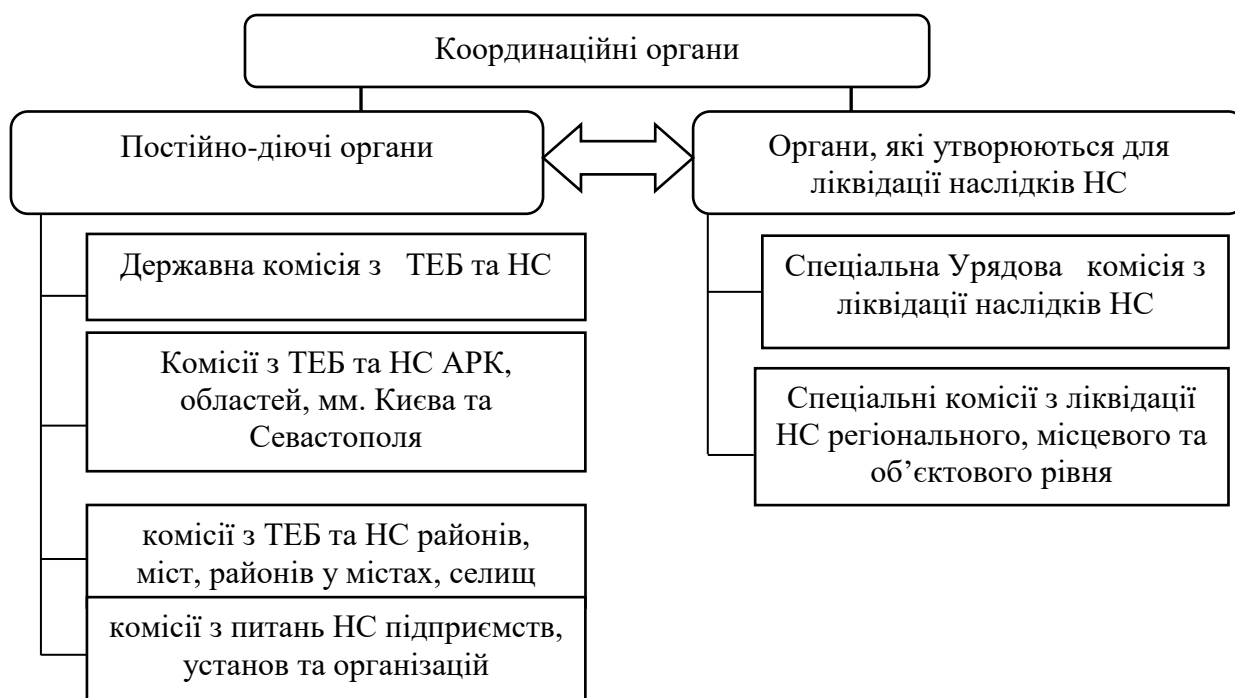 Координаційні органи
Постійно-діючі органи
Органи, які утворюються для
ліквідації наслідків НС
Державна комісія з ТЕБ та НС
Комісії з ТЕБ та НС АРК,
областей, мм. Києва та
Севастополя
комісії з ТЕБ та НС районів,
міст, районів у містах, селищ
комісії з питань НС підприємств,
установ та організацій
Спеціальна Урядова комісія з
ліквідації наслідків НС
Спеціальні комісії з ліквідації
НС регіонального, місцевого та
об’єктового рівня